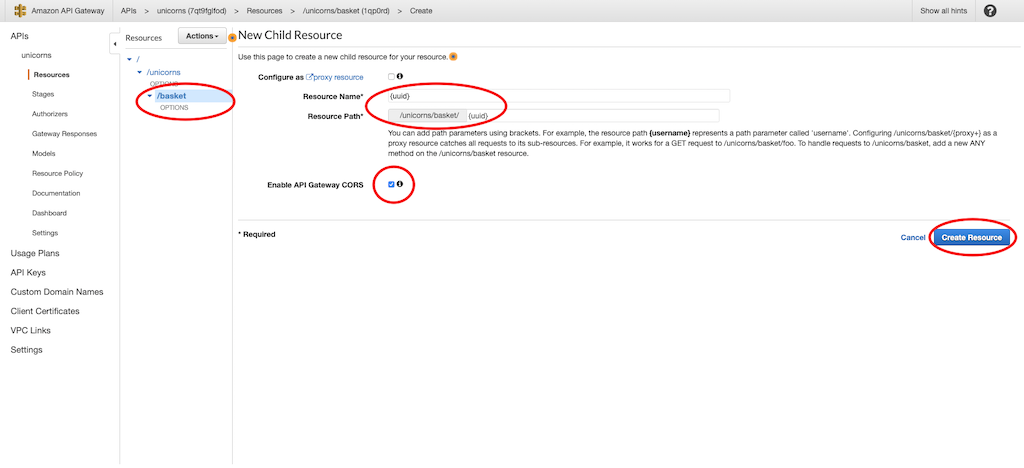 Amazon API Gateway
APIs > unicorns (7qt9fglfod) > Resources > /unicorns/basket (1qp0rd) > Create
Show all hints
?
APIs
unicorns
Resources
Stages
Authorizers
Gateway Responses
Models
Resource Policy
Documentation
Dashboard
Settings
Usage Plans
API Keys
Custom Domain Names
Client Certificates
VPC Links
Settings
Resources
Actions
/
/unicorns
OPTIONS
/basket
OPTIONS
New Child Resource
Use this page to create a new child resource for your resource.
Configure as proxy resource
Resource Name* {uuid}
Resource Path* /unicorns/basket/ {uuid}
You can add path parameters using brackets. For example, the resource path {username} represents a path parameter called 'username'. Configuring /unicorns/basket/{proxy+} as a
proxy resource catches all requests to its sub-resources. For example, it works for a GET request to /unicorns/basket/foo. To handle requests to /unicorns/basket, add a new ANY
method on the /unicorns/basket resource.
Enable API Gateway CORS
* Required
Cancel
Create Resource